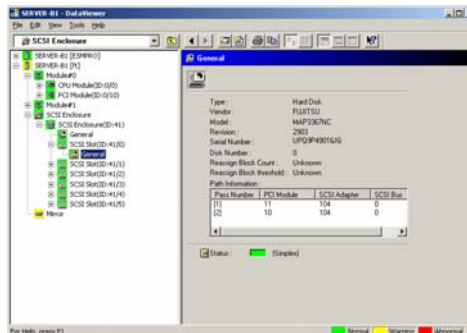 SERVER-B1 - DataViewer
File Edit View Tools Help
SCSI Enclosure
SERVER-B1 [ESMPRO]
SERVER-B1 [ft]
Module#0
CPU Module(ID:0/0)
PCI Module(ID:0/10)
Module#1
SCSI Enclosure
SCSI Enclosure(ID:41)
General
SCSI Slot(ID:41/0)
General
SCSI Slot(ID:41/1)
SCSI Slot(ID:41/2)
SCSI Slot(ID:41/3)
SCSI Slot(ID:41/4)
SCSI Slot(ID:41/5)
Mirror
General
Type : Hard Disk
Vendor : FUJITSU
Model : MAP3367NC
Revision : 2903
Serial Number : UPQ9P49016JG
Disk Number : 0
Reassign Block Count : Unknown
Reassign Block threshold : Unknown
Path Information :
Pass Number PCI Module SCSI Adapter SCSI Bus
[1] 11 104 0
[2] 10 104 0
Status : (Simplex)
For Help, press F1
Normal Warning Abnormal